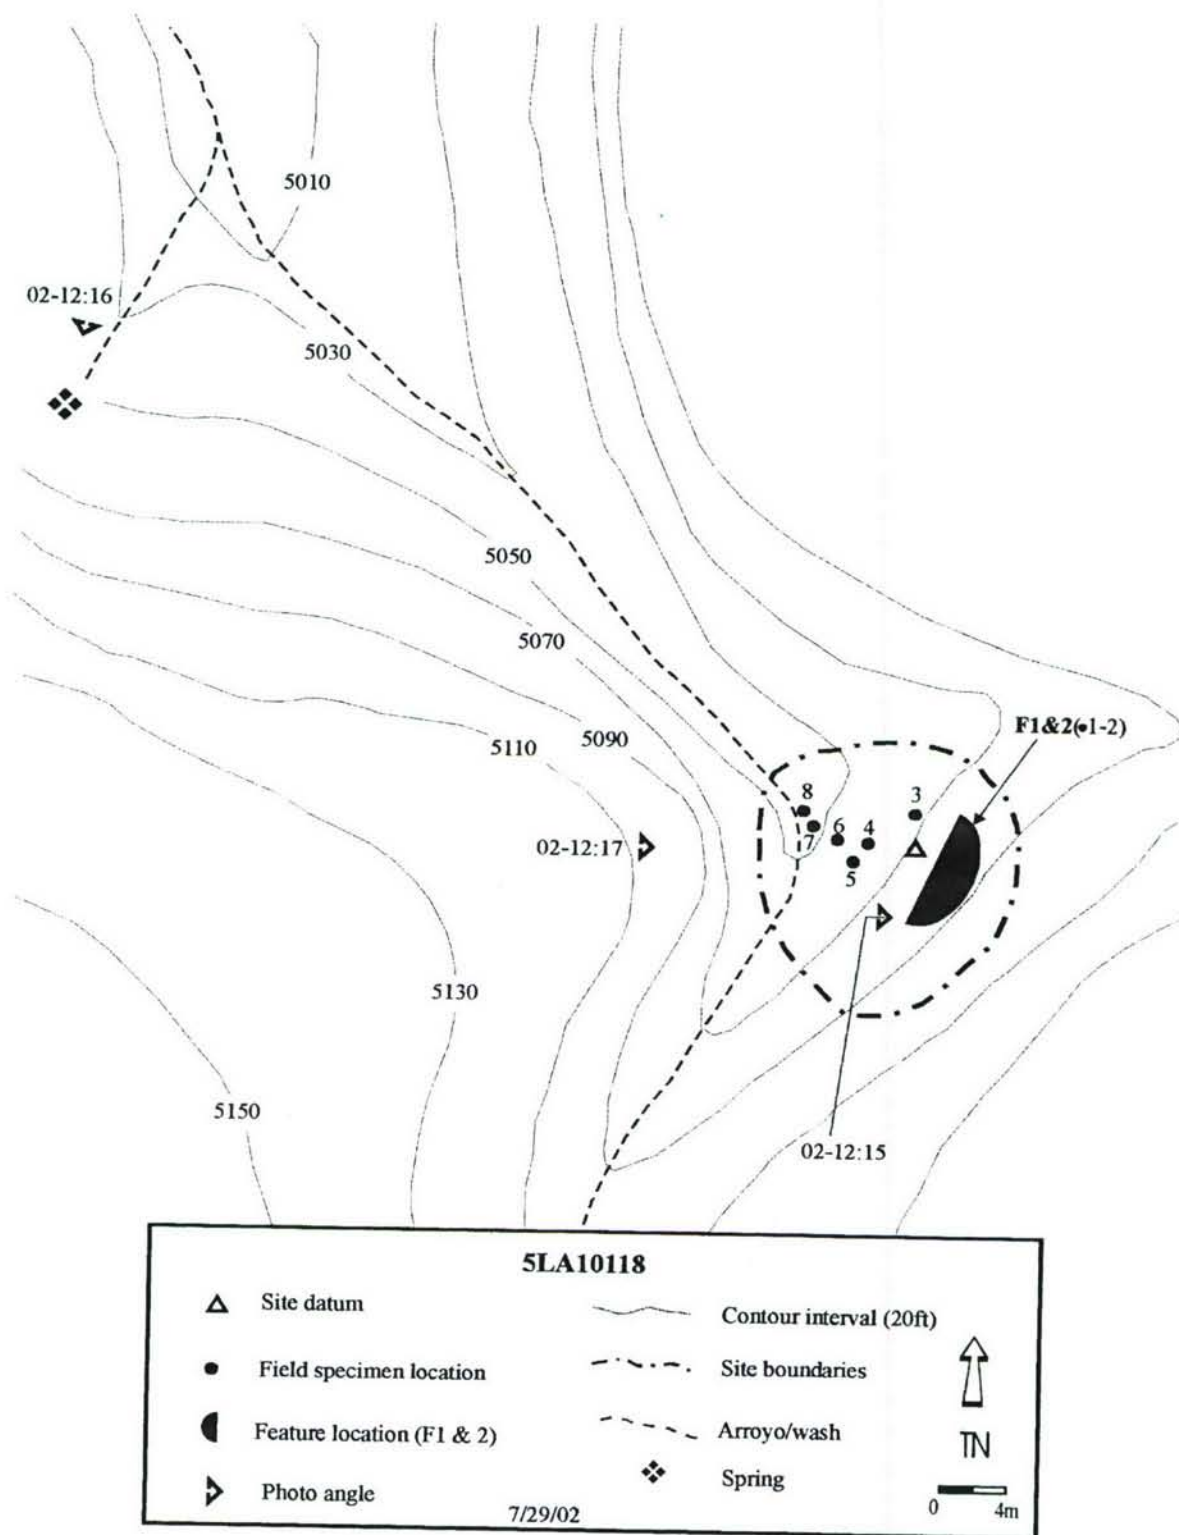 5010
02-12:16
5030
5050
5070
F1&2(•1-2)
5110
5090
8
3
02-12:17
7
6
4
5
5130
5150
02-12:15
5LA10118
Site datum
Contour interval (20ft)
Field specimen location
Site boundaries
Feature location (F1 & 2)
Arroyo/wash
TN
Photo angle
Spring
0 4m
7/29/02